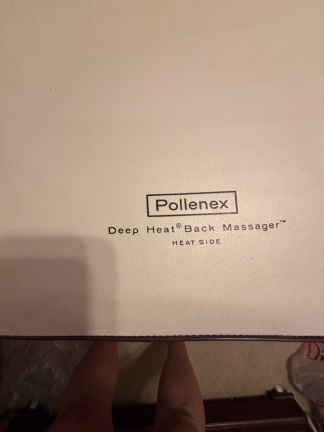 Pollenex
Deep Heat® Back Massager™
HEAT SIDE